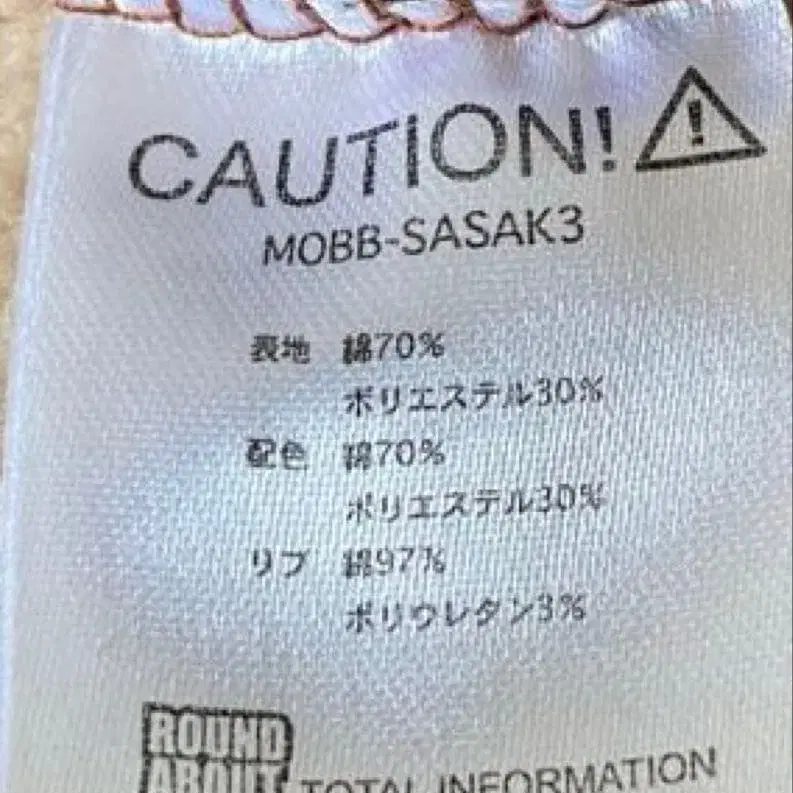 CAUTION!
MOBB-SASAK3
表地 綿70%
ポリエステル30%
配色 綿70%
ポリエステル30%
リブ 綿97%
ポリウレタン3%
ROUND
ABOUT TOTAL INFORMATION